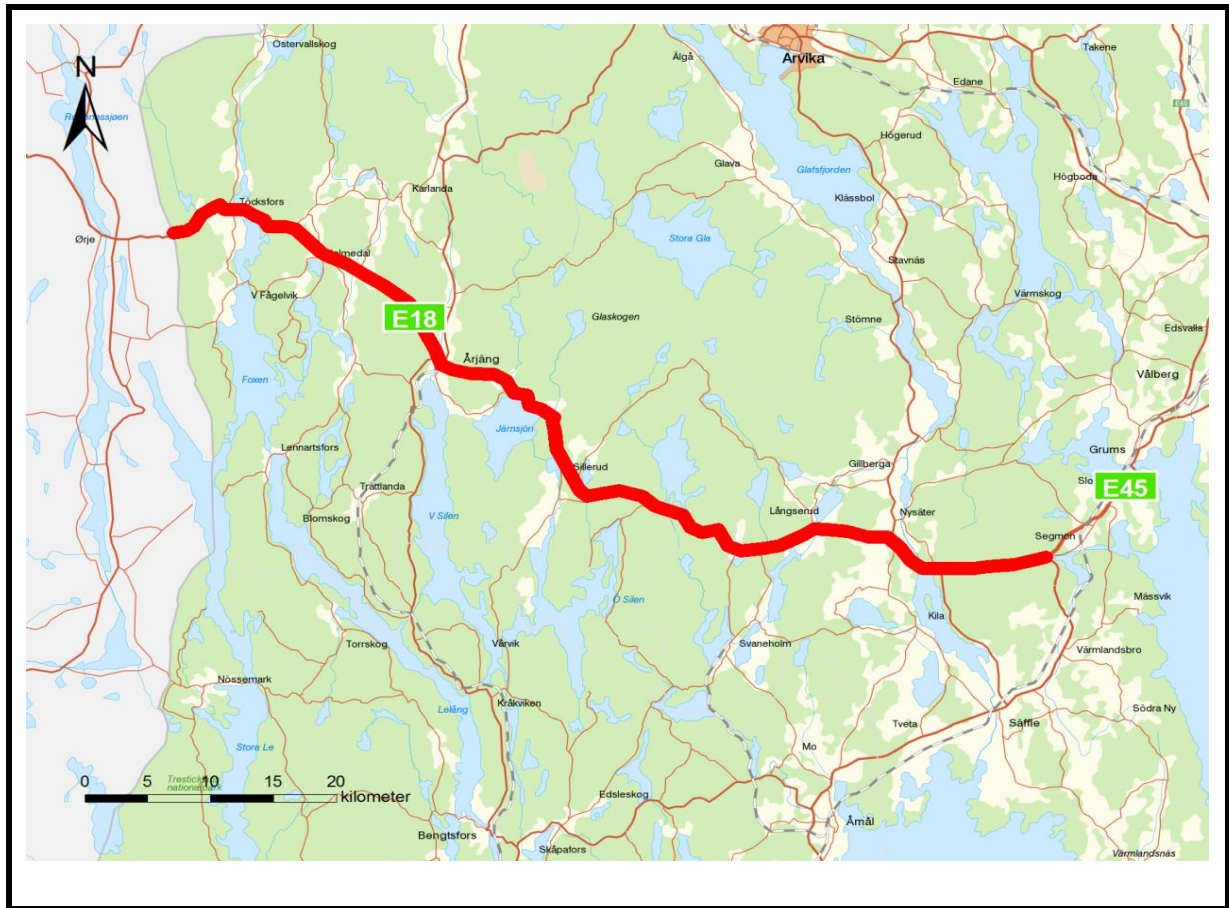 Östervallskog
Älgå
Arvika
Takene
Edane
E45
N
Högerud
Glava
Glafsfjorden
Högboda
Karlanda
Klässbol
Töcksfors
Ørje
Stora Gla
Stavnäs
V Fågelvik
Värmskog
E18
Glaskogen
Stömne
Edsvalla
Årjäng
Vålberg
Foxen
Järnsjön
Lennartsfors
Sillerud
Gillberga
Grums
Trättlanda
E45
Blomskog
V Silen
Långserud
Nysäter
Segmon
Ö Silen
Mässvik
Kila
Torrskog
Vårvik
Svaneholm
Värmlandsbro
Nössemark
Kråkviken
Lelång
Södra Ny
Stora Le
Tveta
Säffle
Mo
0 5 10 15 20
kilometer
nationalpark
Edsleskog
Bengtsfors
Åmål
Skåpafors
Värmlandsnäs